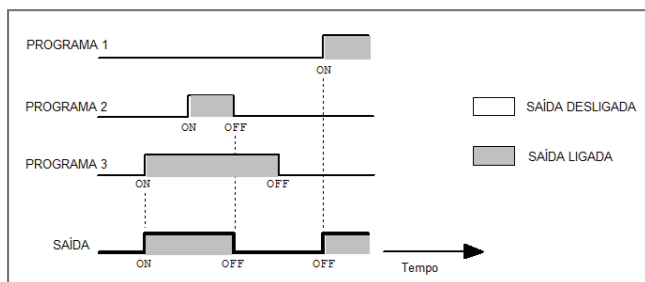 PROGRAMA 1
ON
PROGRAMA 2
ON OFF
SAÍDA DESLIGADA
PROGRAMA 3
ON OFF
SAÍDA LIGADA
SAÍDA
ON OFF OFF
Tempo